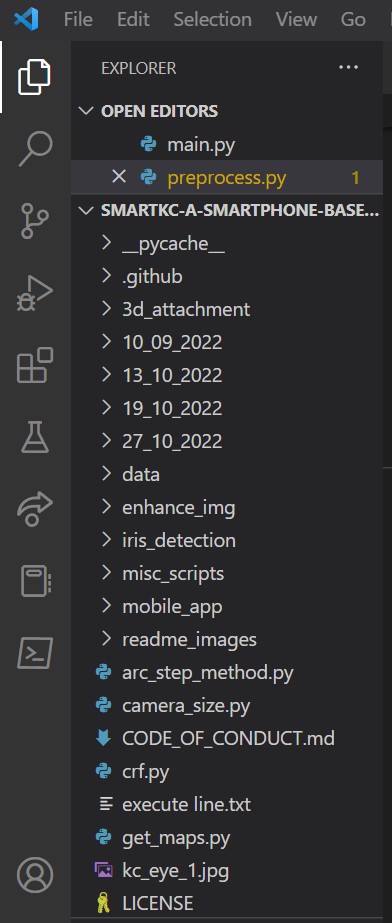 File Edit Selection View Go
EXPLORER ...
OPEN EDITORS
main.py
preprocess.py 1
SMARTKC-A-SMARTPHONE-BASE...
__pycache__
.github
3d_attachment
10_09_2022
13_10_2022
19_10_2022
27_10_2022
data
enhance_img
iris_detection
misc_scripts
mobile_app
readme_images
arc_step_method.py
camera_size.py
CODE_OF_CONDUCT.md
crf.py
execute line.txt
get_maps.py
kc_eye_1.jpg
LICENSE